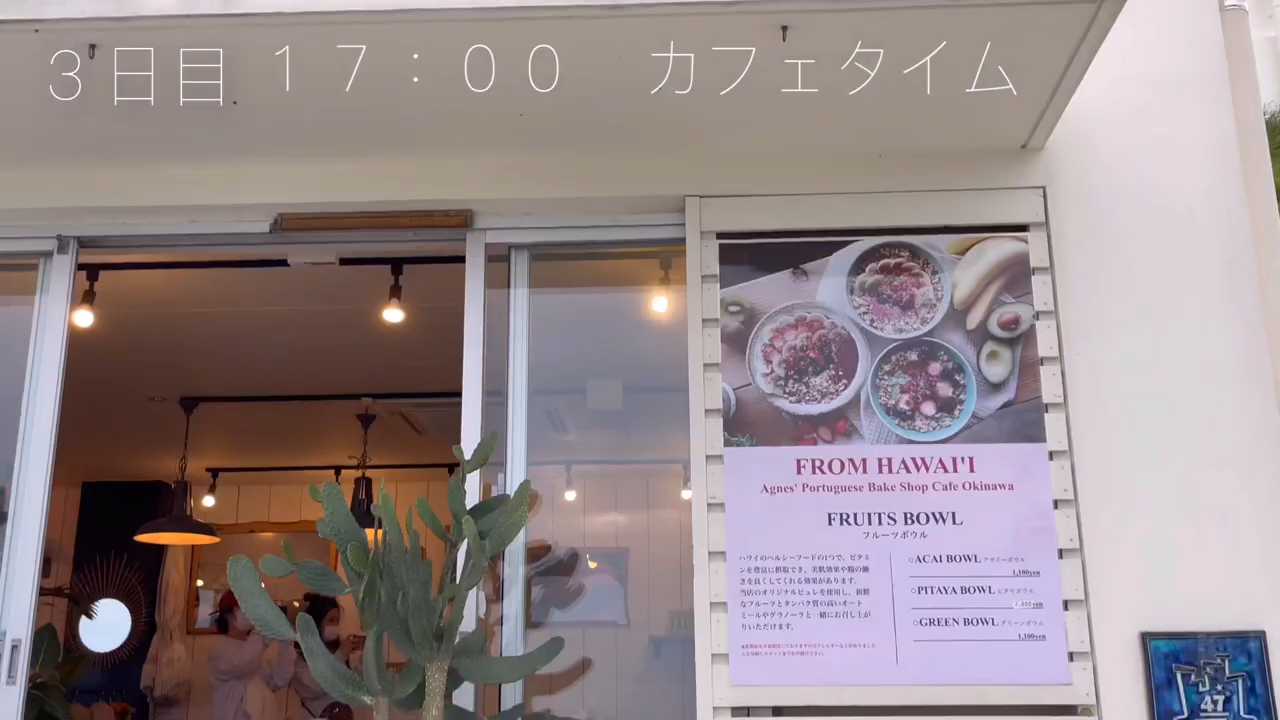 3日目 17:00 カフェタイム
FROM HAWAI'I
Agnes' Portuguese Bake Shop Cafe Okinawa
FRUITS BOWL
フルーツボウル
ハワイのヘルシーフードの1つで、ビタミ
ンを豊富に摂取でき、美肌効果や腸の働
きを良くしてくれる効果があります。
当店のオリジナルピュレを使用し、新鮮
なフルーツとタンパク質の高いオート
ミールやグラノーラと一緒にお召し上が
りいただけます。
○ACAI BOWL アサイーボウル
1,100yen
○PITAYA BOWL ピタヤボウル
○GREEN BOWL グリーンボウル
1,100yen
47